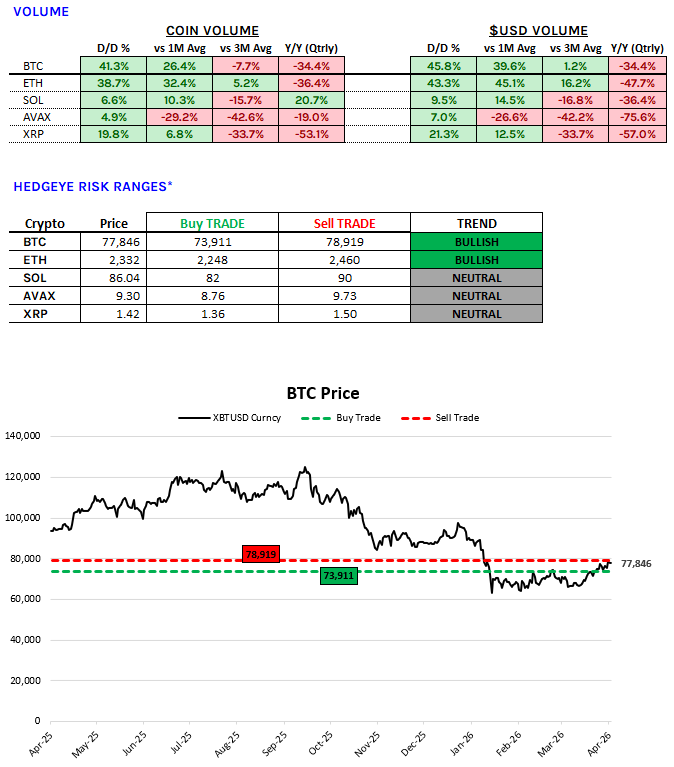 VOLUME
COIN VOLUME $USD VOLUME
D/D % vs 1M Avg vs 3M Avg Y/Y (Qtrly) D/D % vs 1M Avg vs 3M Avg Y/Y (Qtrly)
BTC 41.3% 26.4% -7.7% -34.4% 45.8% 39.6% 1.2% -34.4%
ETH 38.7% 32.4% 5.2% -36.4% 43.3% 45.1% 16.2% -47.7%
SOL 6.6% 10.3% -15.7% 20.7% 9.5% 14.5% -16.8% -36.4%
AVAX 4.9% -29.2% -42.6% -19.0% 7.0% -26.6% -42.2% -75.6%
XRP 19.8% 6.8% -33.7% -53.1% 21.3% 12.5% -33.7% -57.0%
HEDGEYE RISK RANGES*
Crypto Price Buy TRADE Sell TRADE TREND
BTC 77,846 73,911 78,919 BULLISH
ETH 2,332 2,248 2,460 BULLISH
SOL 86.04 82 90 NEUTRAL
AVAX 9.30 8.76 9.73 NEUTRAL
XRP 1.42 1.36 1.50 NEUTRAL
BTC Price
XBTUSD Curncy Buy Trade Sell Trade
140,000
120,000
100,000
80,000
60,000
40,000
20,000
0
78,919
73,911
77,846
Apr-25 May-25 Jun-25 Jul-25 Aug-25 Sep-25 Oct-25 Nov-25 Dec-25 Jan-26 Feb-26 Mar-26 Apr-26